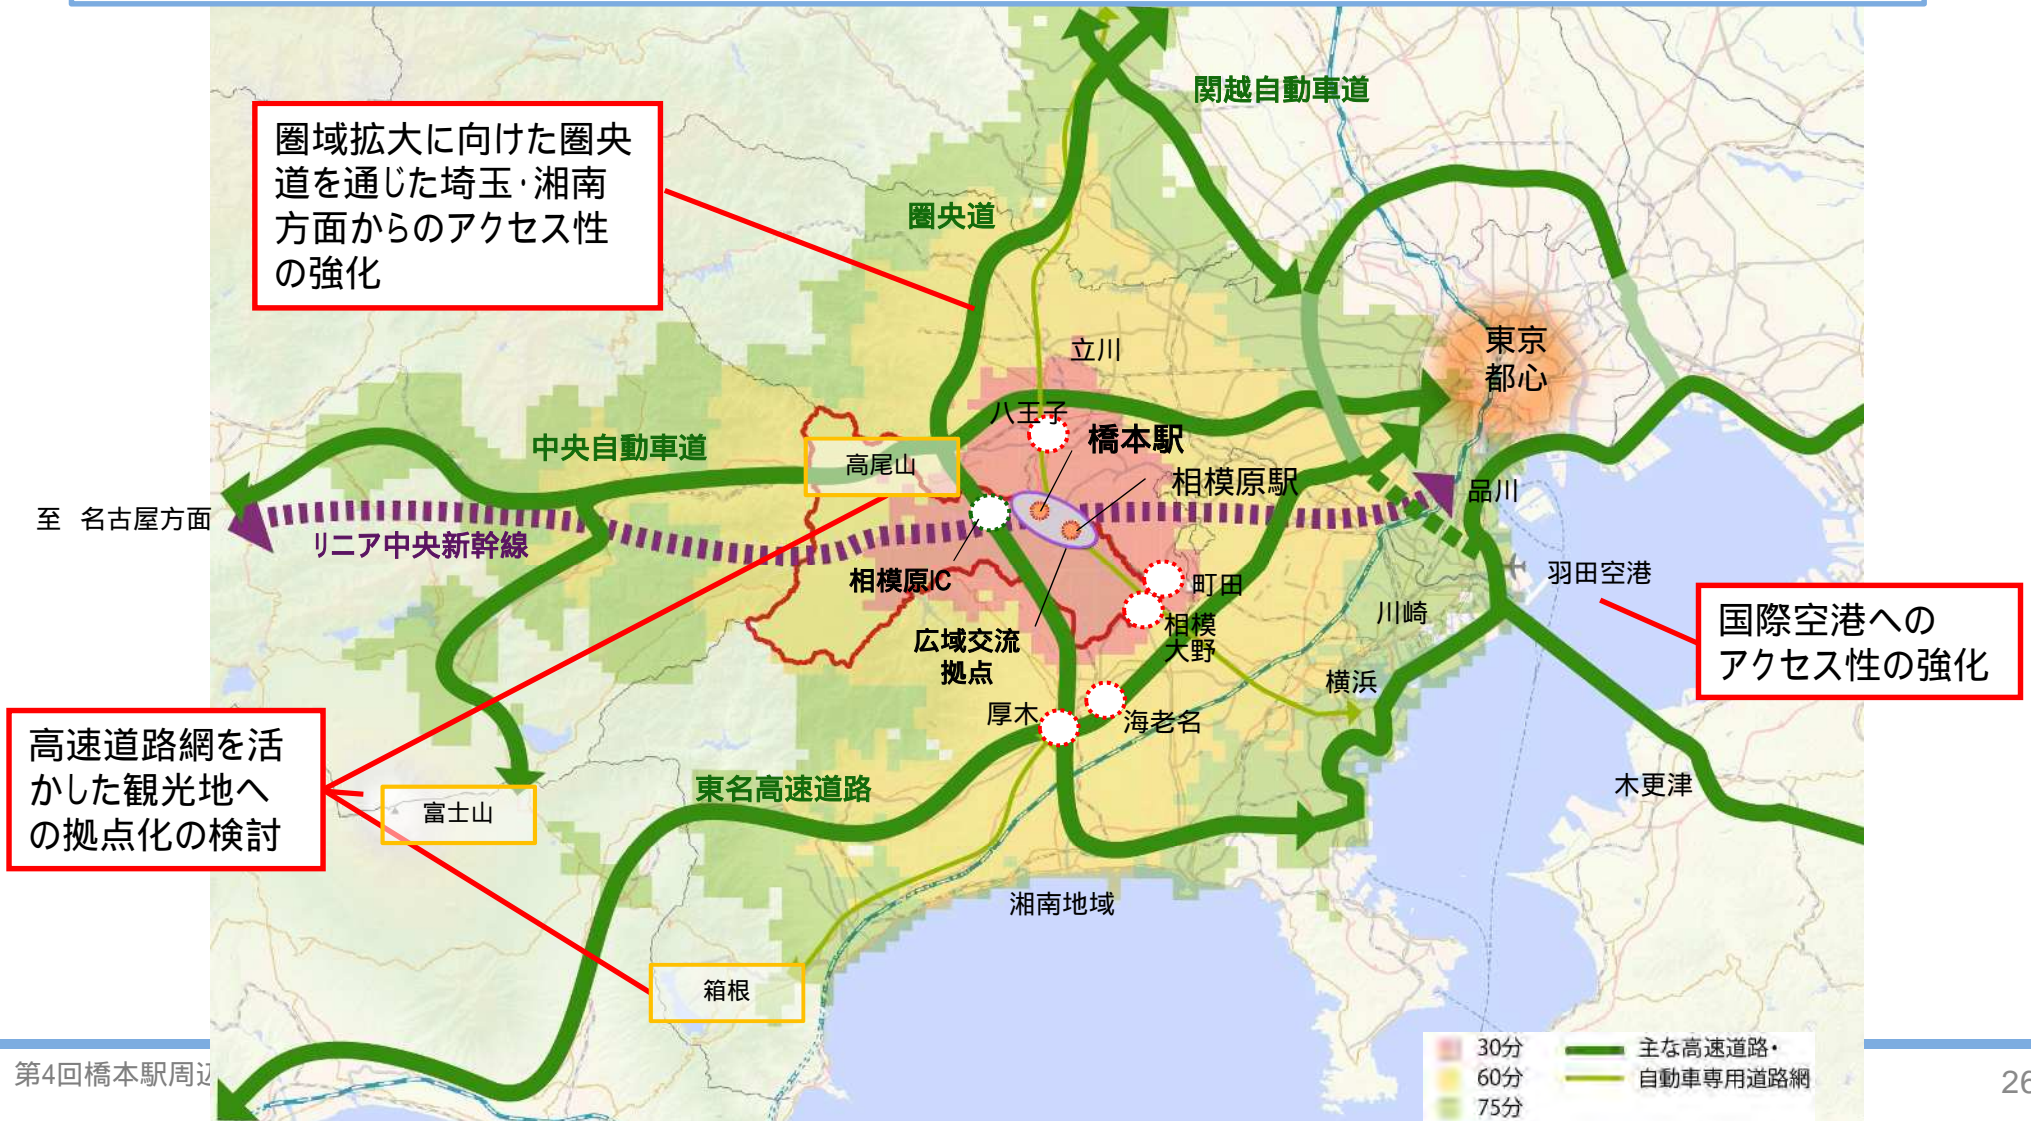 関越自動車道
圏域拡大に向けた圏央
道を通じた埼玉・湘南
方面からのアクセス性
の強化
圏央道
立川
東京
都心
八王子
橋本駅
中央自動車道
高尾山
相模原駅
品川
至 名古屋方面
リニア中央新幹線
相模原IC
町田
羽田空港
川崎
相模
大野
国際空港への
アクセス性の強化
広域交流
拠点
横浜
厚木
海老名
高速道路網を活
かした観光地へ
の拠点化の検討
東名高速道路
富士山
木更津
湘南地域
箱根
30分
60分
75分
主な高速道路・
自動車専用道路網
第4回橋本駅周辺
26